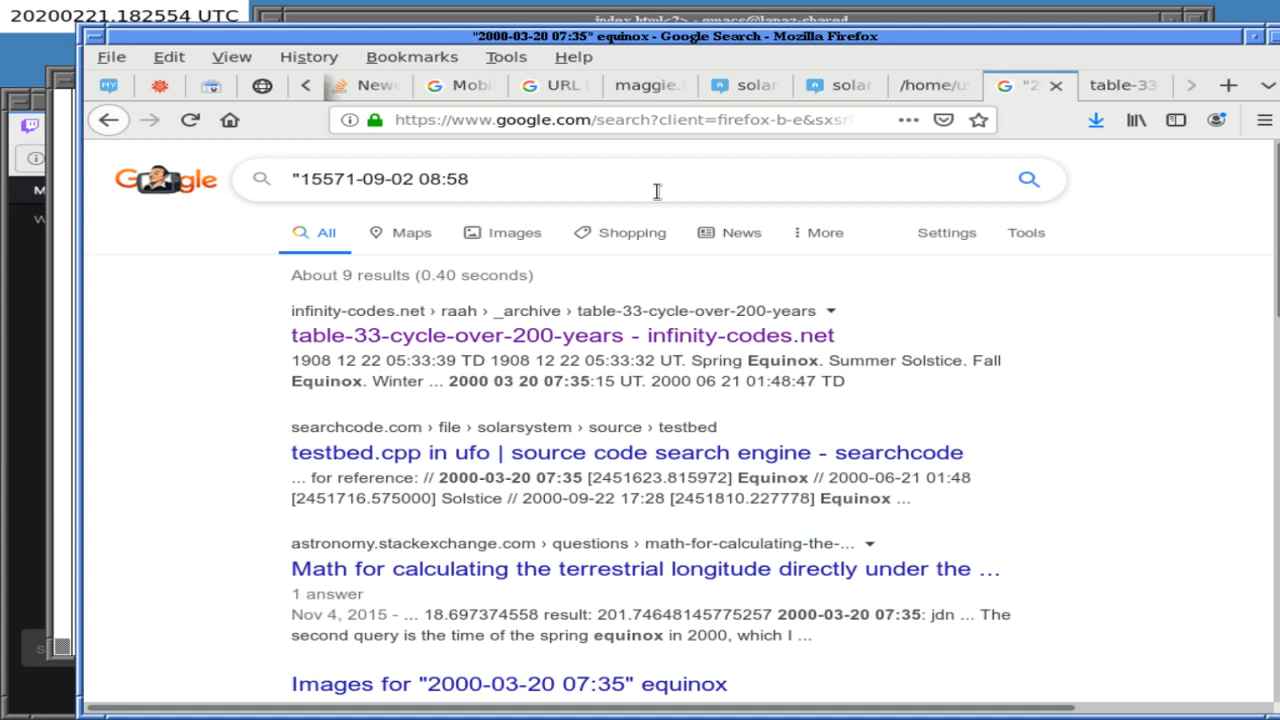 20200221.182554 UTC
index.html<2> - emacs@lapaz-shared
"2000-03-20 07:35" equinox - Google Search - Mozilla Firefox
File Edit View History Bookmarks Tools Help
Newe Mobi URL maggie. solar solar /home/us "2 table-33
https://www.google.com/search?client=firefox-b-e&sxsrf
Google
"15571-09-02 08:58
All Maps Images Shopping News More Settings Tools
About 9 results (0.40 seconds)
infinity-codes.net › raah › _archive › table-33-cycle-over-200-years
table-33-cycle-over-200-years - infinity-codes.net
1908 12 22 05:33:39 TD 1908 12 22 05:33:32 UT. Spring Equinox. Summer Solstice. Fall
Equinox. Winter ... 2000 03 20 07:35:15 UT. 2000 06 21 01:48:47 TD
searchcode.com › file › solarsystem › source › testbed
testbed.cpp in ufo | source code search engine - searchcode
... for reference: // 2000-03-20 07:35 [2451623.815972] Equinox // 2000-06-21 01:48
[2451716.575000] Solstice // 2000-09-22 17:28 [2451810.227778] Equinox ...
astronomy.stackexchange.com › questions › math-for-calculating-the-...
Math for calculating the terrestrial longitude directly under the ...
1 answer
Nov 4, 2015 - ... 18.697374558 result: 201.74648145775257 2000-03-20 07:35: jdn ... The
second query is the time of the spring equinox in 2000, which I ...
Images for "2000-03-20 07:35" equinox